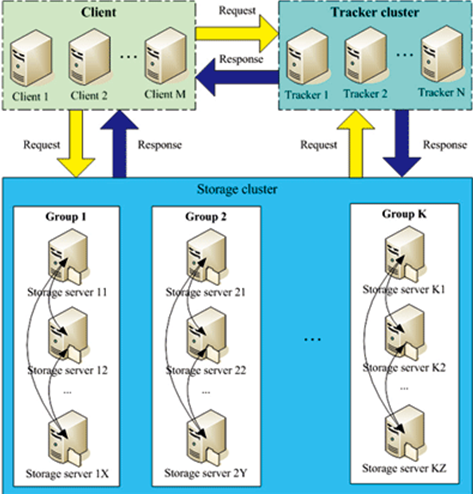 Client
Request
Tracker cluster
...
...
Response
Client 1
Client 2
Client M
Tracker 1
Tracker 2
Tracker N
Request
Response
Request
Response
Storage cluster
Group 1
Group 2
Group K
Storage server 11
Storage server 21
Storage server K1
...
Storage server 12
Storage server 22
Storage server K2
...
...
...
Storage server 1X
Storage server 2Y
Storage server KZ